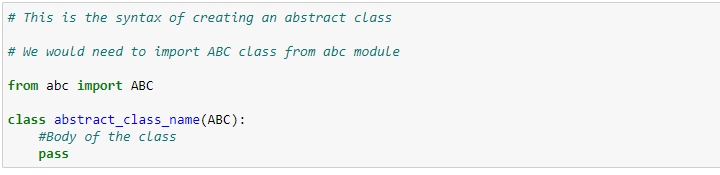 # This is the syntax of creating an abstract class
# We would need to import ABC class from abc module
from abc import ABC
class abstract_class_name(ABC):
#Body of the class
pass